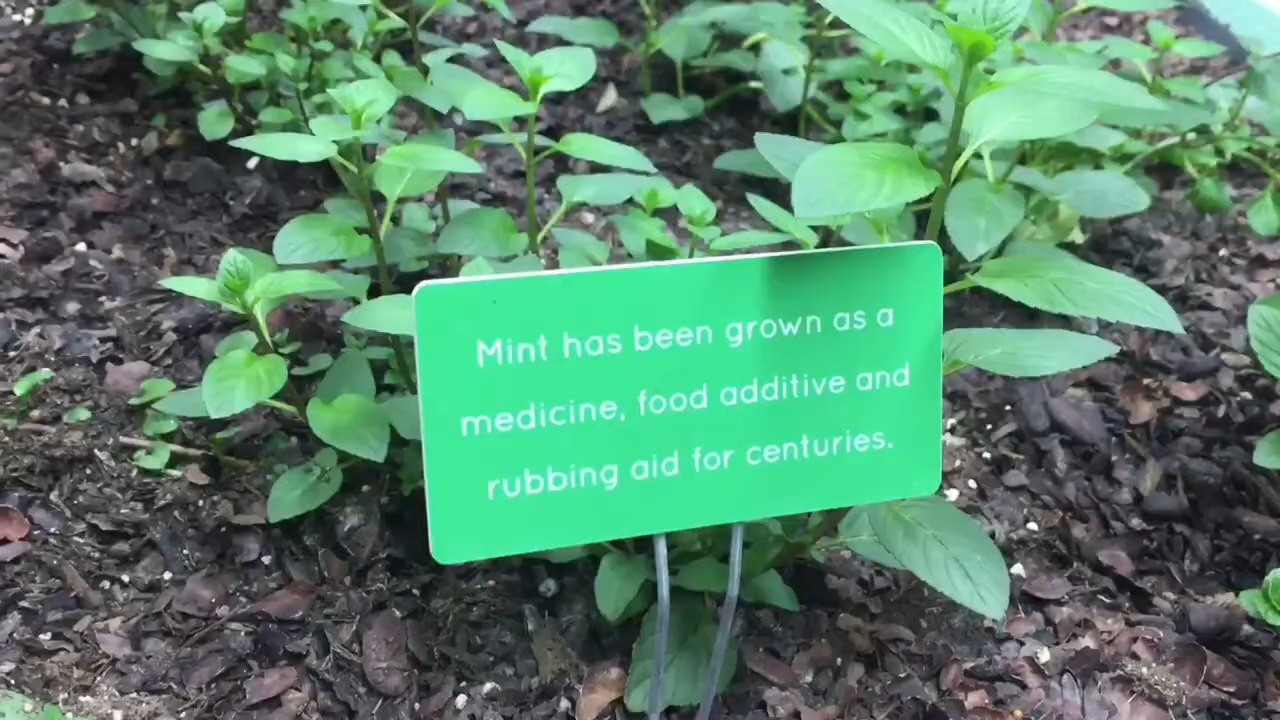 Mint has been grown as a
medicine, food additive and
rubbing aid for centuries.